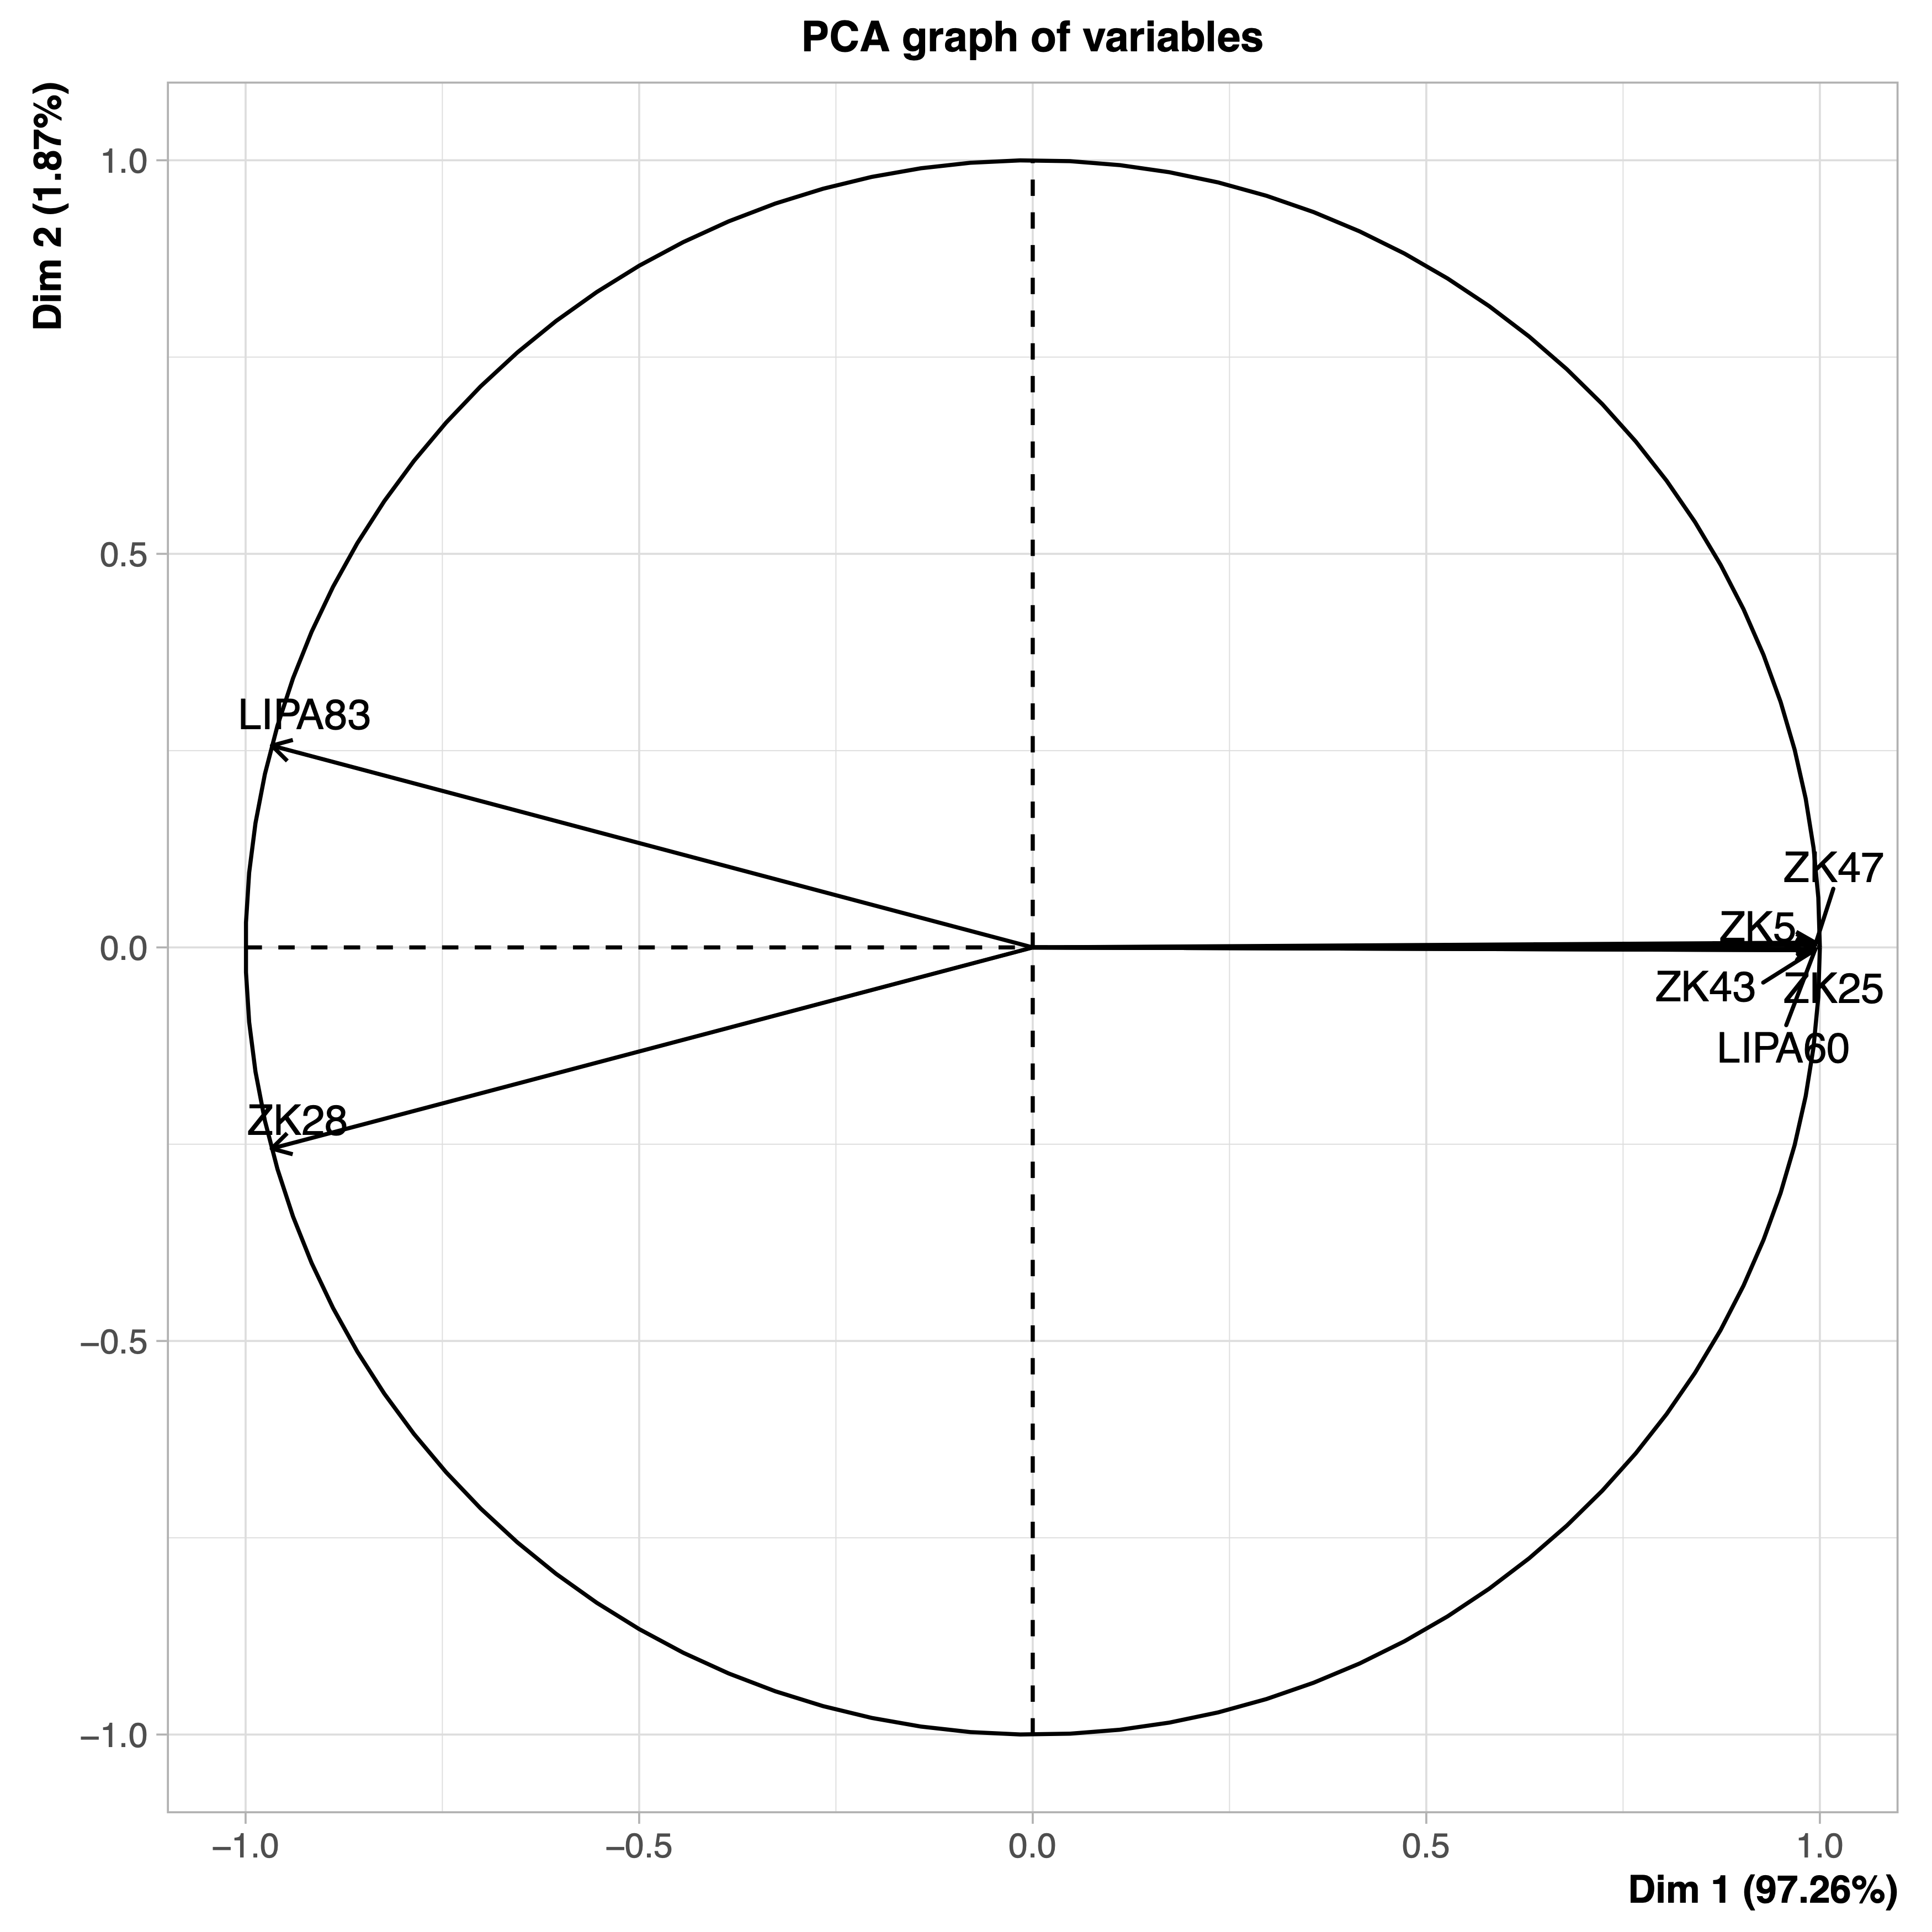 PCA graph of variables
Dim 2 (1.87%)
1.0
0.5
0.0
−0.5
−1.0
LIPA83
ZK28
ZK47
ZK5
ZK43
ZK25
LIPA60
−1.0
−0.5
0.0
0.5
1.0
Dim 1 (97.26%)